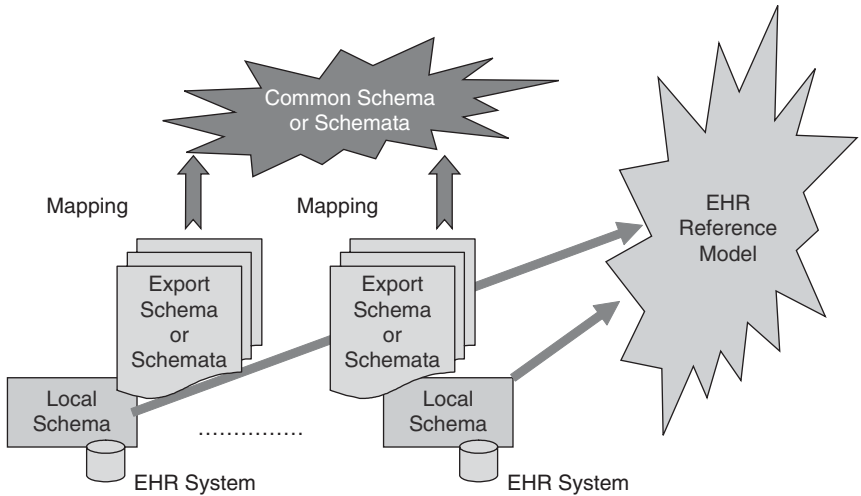 Common Schema
or Schemata
Mapping
Mapping
EHR
Reference
Model
Export
Schema
or
Schemata
Export
Schema
or
Schemata
Local
Schema
...............
Local
Schema
EHR System
EHR System